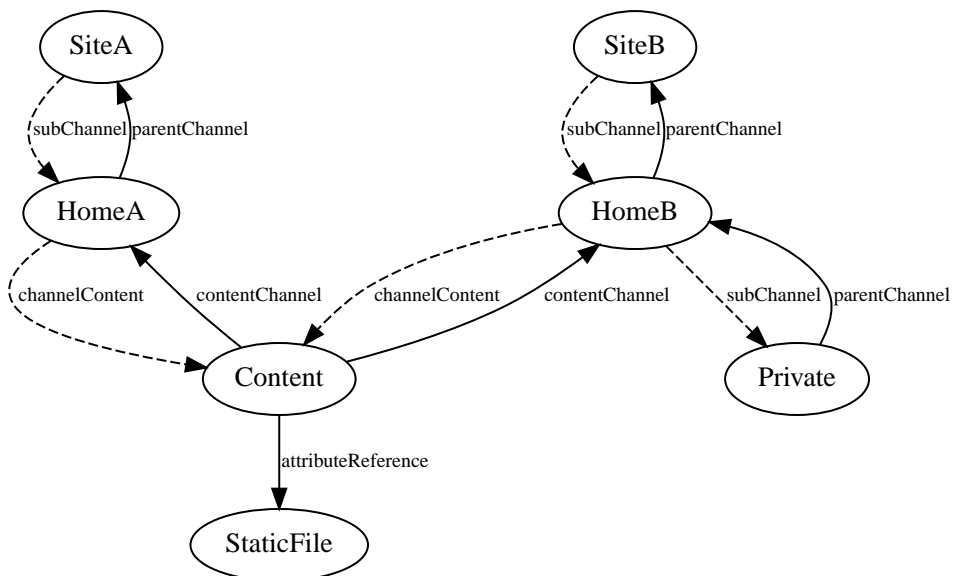 SiteA
SiteB
subChannel
parentChannel
subChannel
parentChannel
HomeA
HomeB
channelContent
contentChannel
channelContent
contentChannel
subChannel
parentChannel
Content
Private
attributeReference
StaticFile